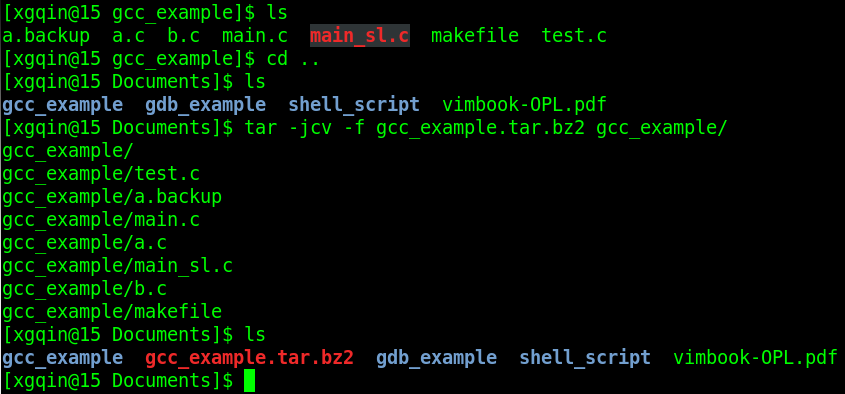 [xgqin@15 gcc_example]$ ls
a.backup  a.c  b.c  main.c  main_sl.c  makefile  test.c
[xgqin@15 gcc_example]$ cd ..
[xgqin@15 Documents]$ ls
gcc_example  gdb_example  shell_script  vimbook-OPL.pdf
[xgqin@15 Documents]$ tar -jcv -f gcc_example.tar.bz2 gcc_example/
gcc_example/
gcc_example/test.c
gcc_example/a.backup
gcc_example/main.c
gcc_example/a.c
gcc_example/main_sl.c
gcc_example/b.c
gcc_example/makefile
[xgqin@15 Documents]$ ls
gcc_example  gcc_example.tar.bz2  gdb_example  shell_script  vimbook-OPL.pdf
[xgqin@15 Documents]$